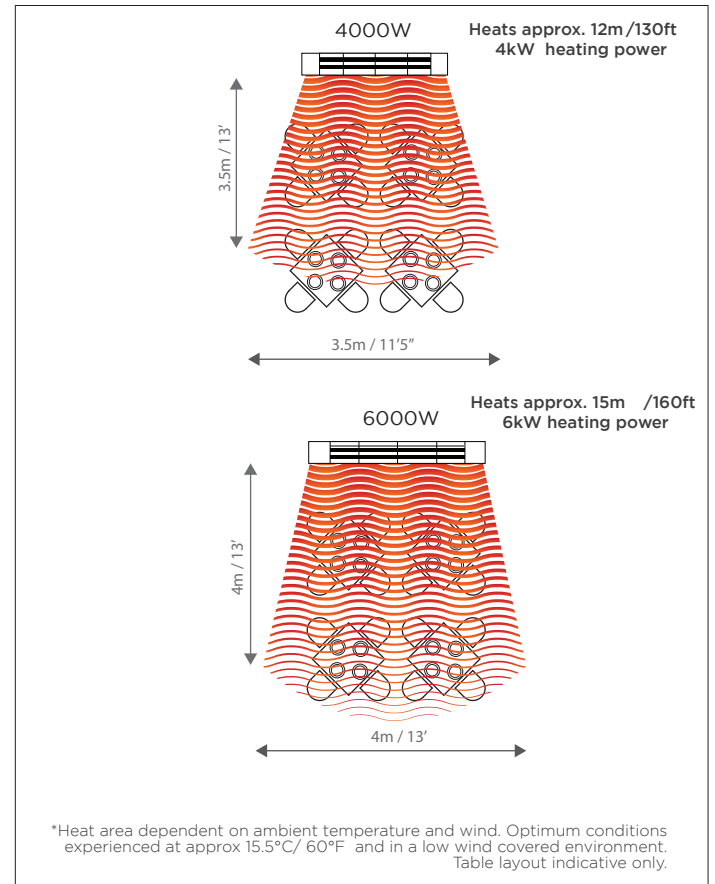 4000W
Heats approx. 12m /130ft
4kW heating power
3.5m / 13'
3.5m / 11'5"
6000W
Heats approx. 15m /160ft
6kW heating power
4m / 13'
4m / 13'
*Heat area dependent on ambient temperature and wind. Optimum conditions
experienced at approx 15.5°C/ 60°F and in a low wind covered environment.
Table layout indicative only.